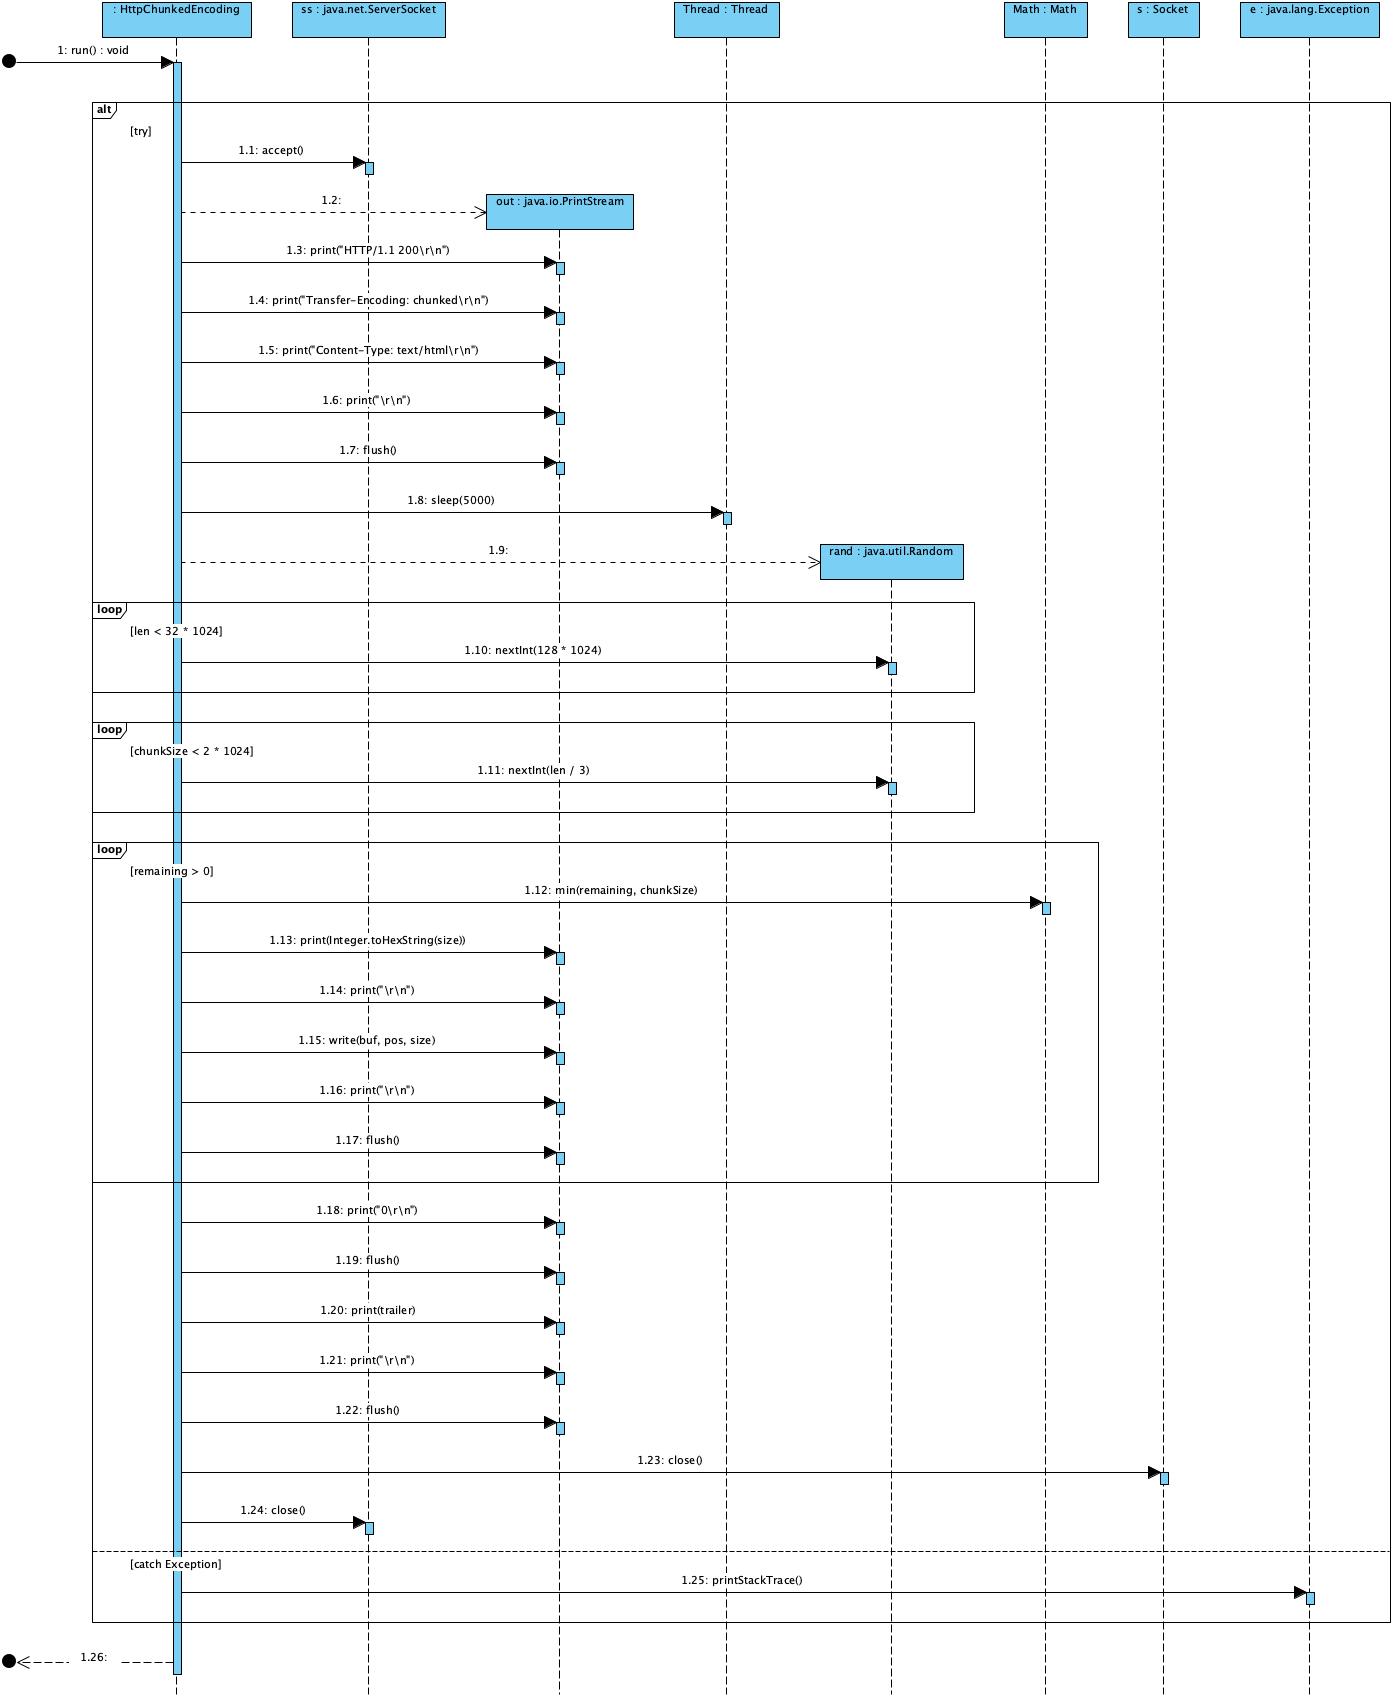 : HttpChunkedEncoding
ss : java.net.ServerSocket
Thread : Thread
Math : Math
s : Socket
e : java.lang.Exception
1: run() : void
alt
[try]
1.1: accept()
1.2:
out : java.io.PrintStream
1.3: print("HTTP/1.1 200\r\n")
1.4: print("Transfer-Encoding: chunked\r\n")
1.5: print("Content-Type: text/html\r\n")
1.6: print("\r\n")
1.7: flush()
1.8: sleep(5000)
1.9:
rand : java.util.Random
loop
[len < 32 * 1024]
1.10: nextInt(128 * 1024)
loop
[chunkSize < 2 * 1024]
1.11: nextInt(len / 3)
loop
[remaining > 0]
1.12: min(remaining, chunkSize)
1.13: print(Integer.toHexString(size))
1.14: print("\r\n")
1.15: write(buf, pos, size)
1.16: print("\r\n")
1.17: flush()
1.18: print("0\r\n")
1.19: flush()
1.20: print(trailer)
1.21: print("\r\n")
1.22: flush()
1.23: close()
1.24: close()
[catch Exception]
1.25: printStackTrace()
1.26: